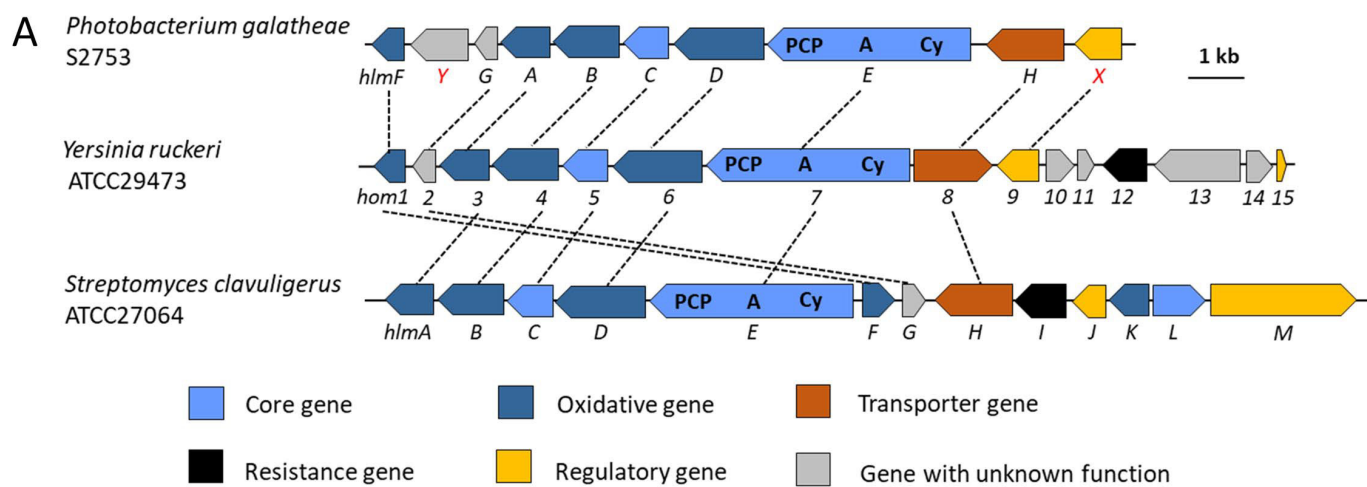 A
Photobacterium galatheae
S2753
PCP A Cy
hlmF Y G A B C D E H X
1 kb
Yersinia ruckeri
ATCC29473
PCP A Cy
hom1 2 3 4 5 6 7 8 9 10 11 12 13 14 15
Streptomyces clavuligerus
ATCC27064
PCP A Cy
hlmA B C D E F G H I J K L M
Core gene Oxidative gene Transporter gene
Resistance gene Regulatory gene Gene with unknown function